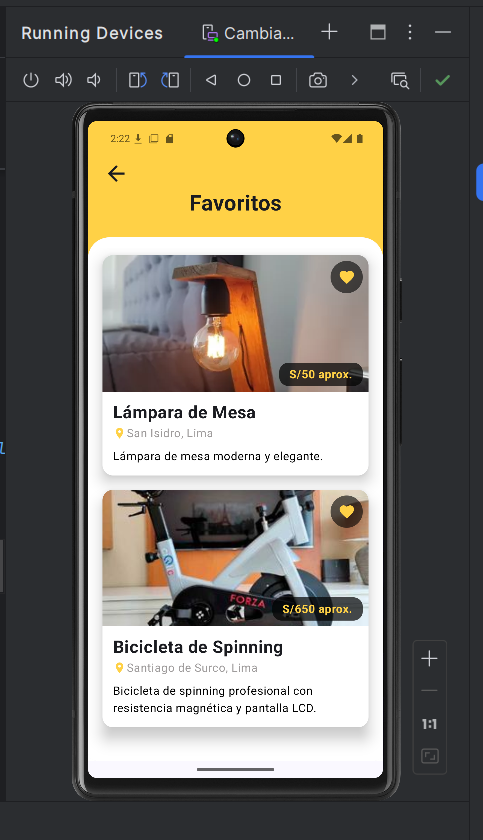 Running Devices
Cambia...
2:22
Favoritos
S/50 aprox.
Lámpara de Mesa
San Isidro, Lima
Lámpara de mesa moderna y elegante.
FORZA
S/650 aprox.
Bicicleta de Spinning
Santiago de Surco, Lima
Bicicleta de spinning profesional con
resistencia magnética y pantalla LCD.
1:1